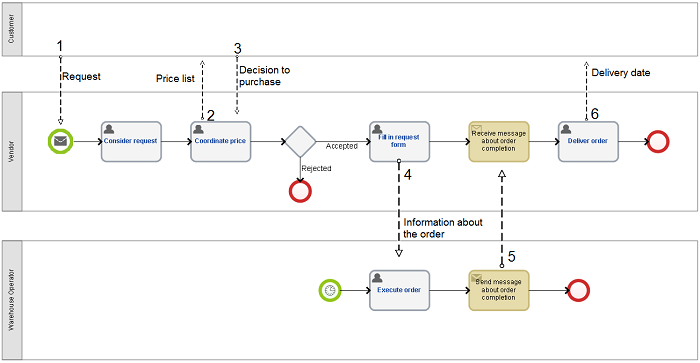 Customer
1
Request
Price list
3
Decision to
purchase
Delivery date
Vendor
Consider request
2
Coordinate price
Accepted
Rejected
Fill in request
form
4
Receive message
about order
completion
6
Deliver order
Information about
the order
5
Warehouse Operator
Execute order
Send message
about order
completion